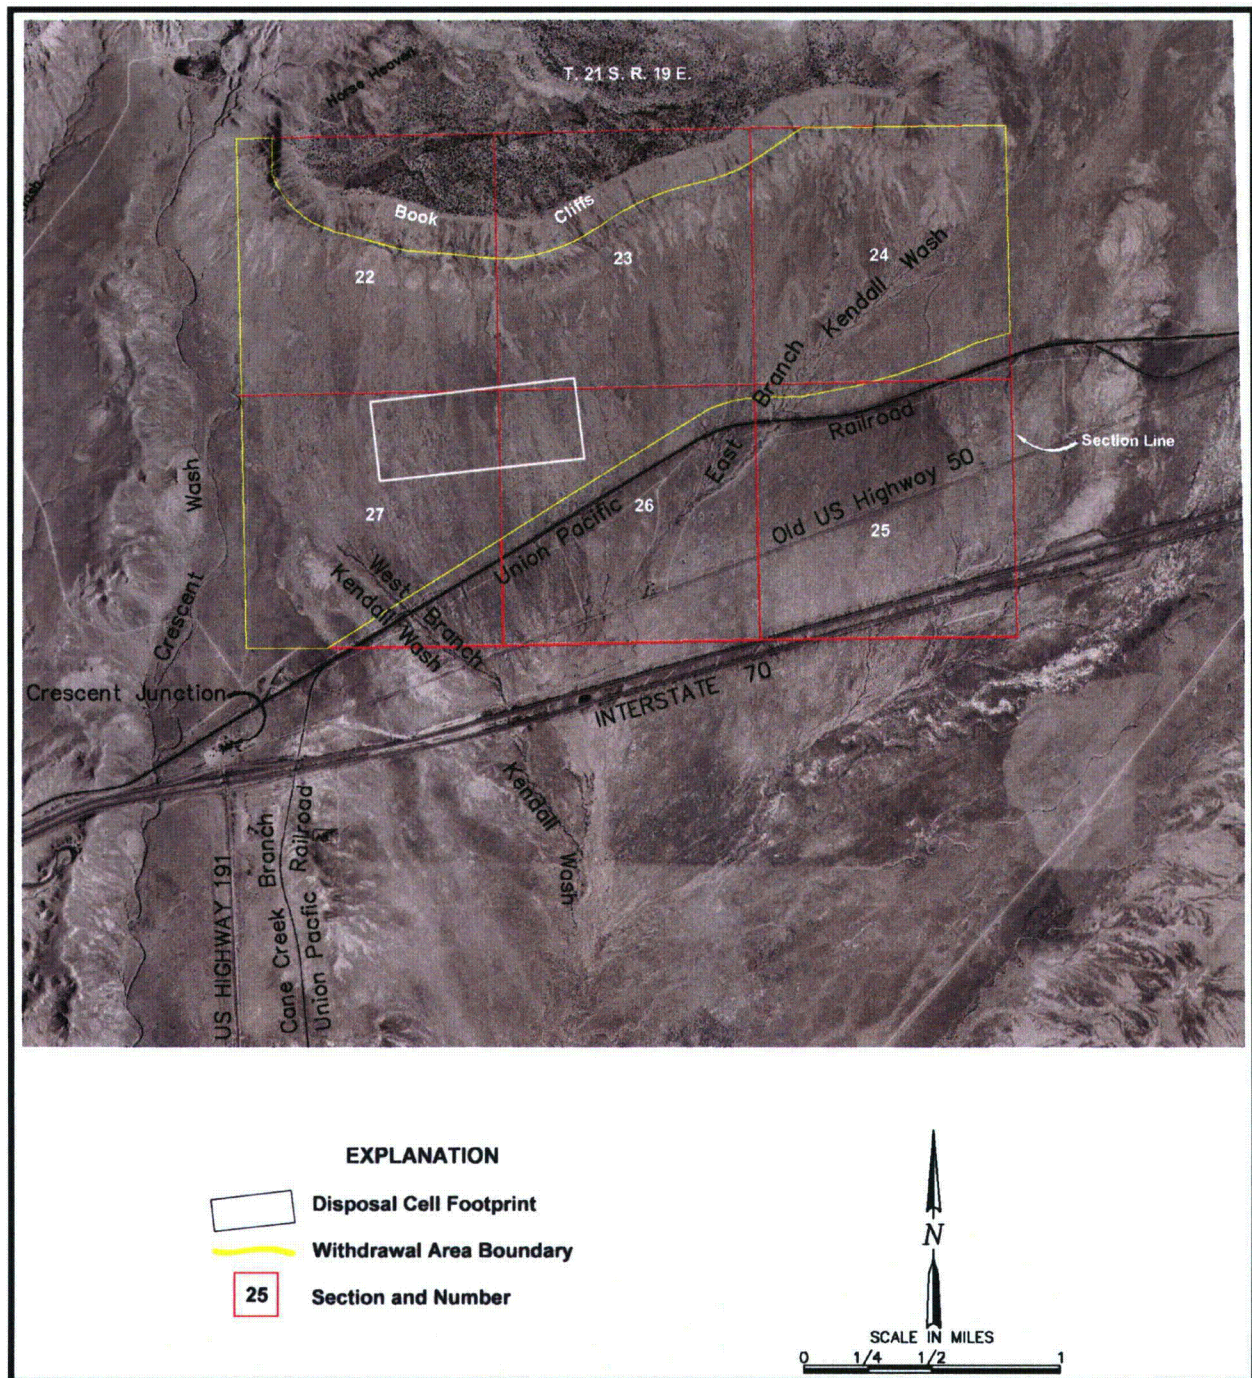 T. 21 S. R. 19 E.
Horse Heaven
Book
Cliffs
22
23
24
East Branch Kendall Wash
Crescent Wash
27
26
25
Union Pacific Railroad
Old US Highway 50
Section Line
West Branch
Kendall Wash
Crescent Junction
INTERSTATE 70
Kendall Wash
US HIGHWAY 191
Cane Creek Branch
Union Pacfic Railroad
EXPLANATION
Disposal Cell Footprint
Withdrawal Area Boundary
25 Section and Number
N
SCALE IN MILES
0 1/4 1/2 1